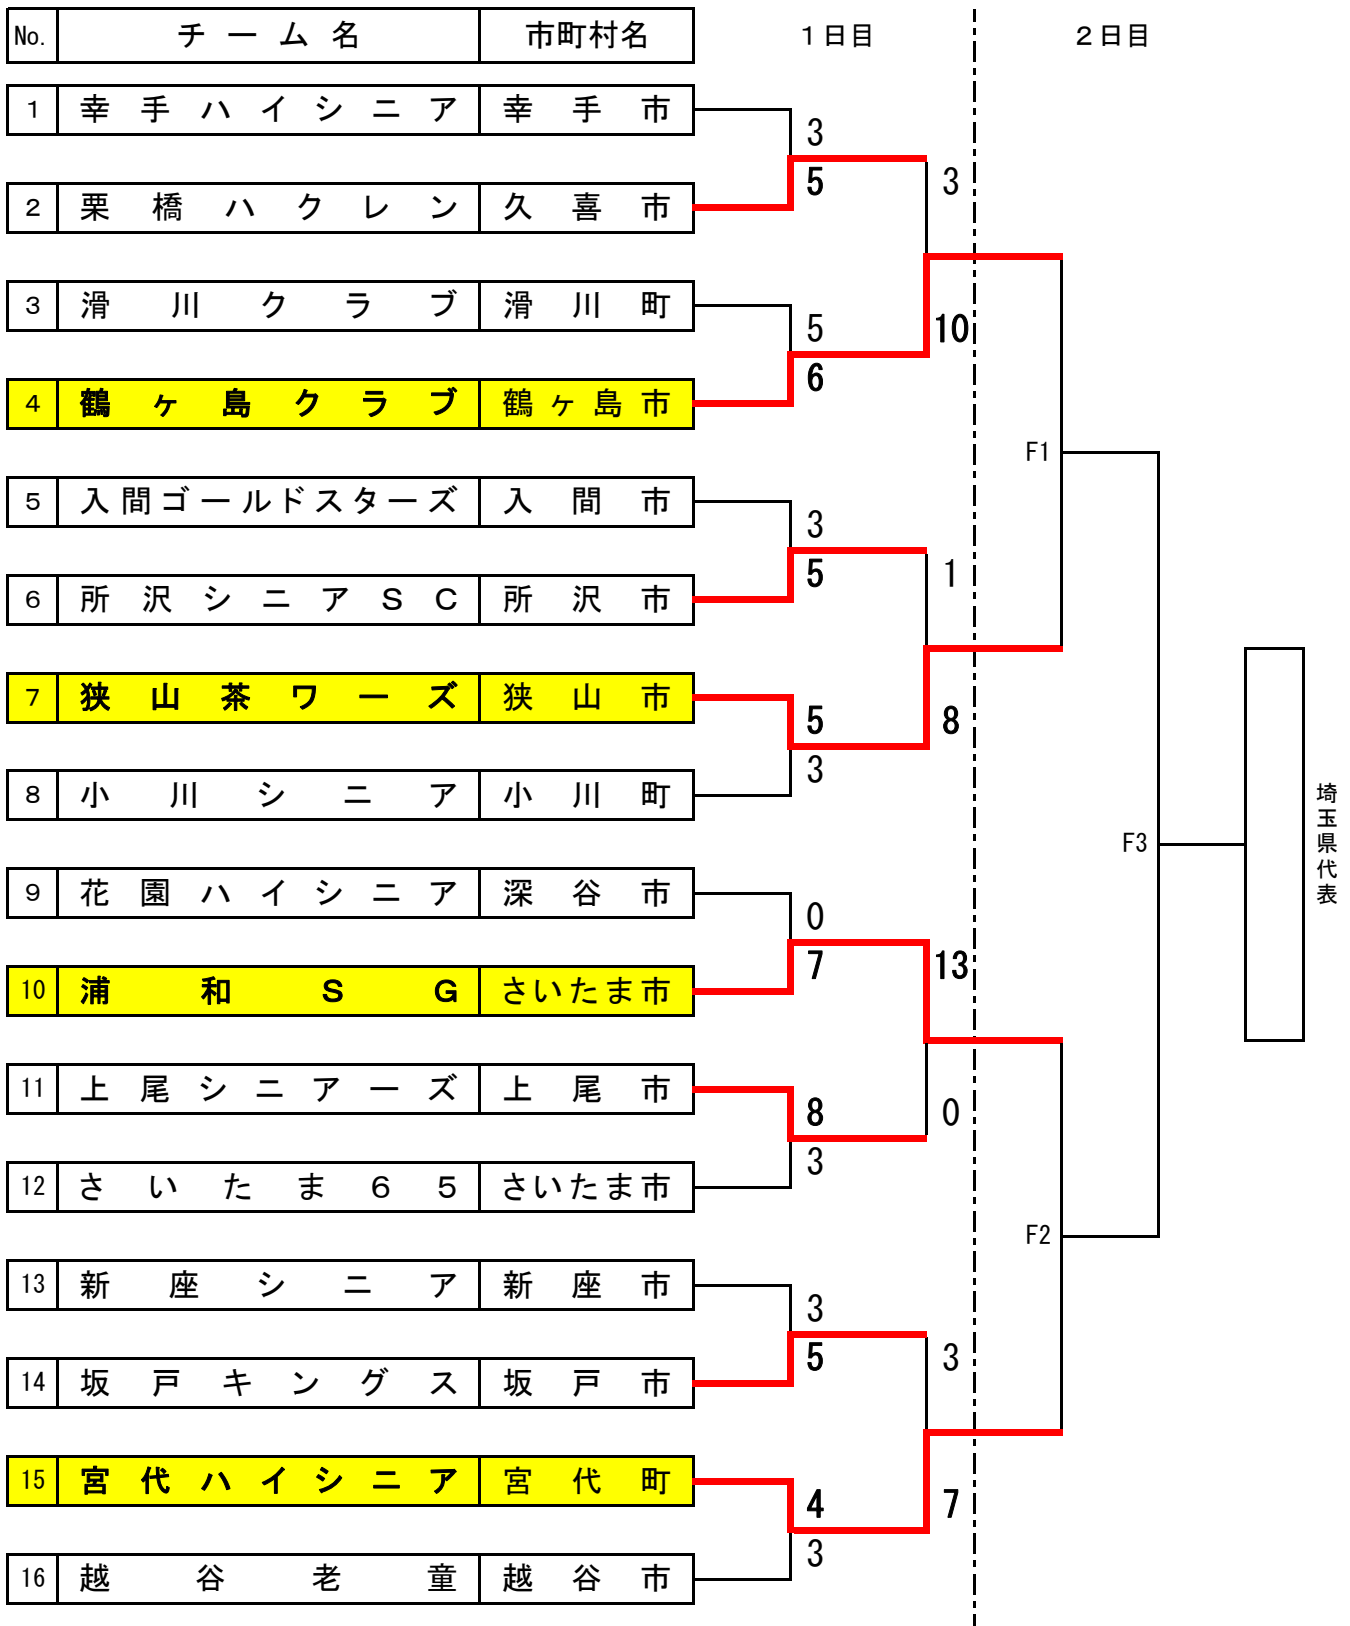 No. チーム名 市町村名 1日目 2日目
1 幸手ハイシニア 幸手市
3
5
3
2 栗橋ハクレン 久喜市
3 滑川クラブ 滑川町
5
10
6
4 鶴ヶ島クラブ 鶴ヶ島市
F1
5 入間ゴールドスターズ 入間市
3
5
1
6 所沢シニアSC 所沢市
7 狭山茶ワーズ 狭山市
5
8
3
8 小川シニア 小川町
F3
埼玉県代表
9 花園ハイシニア 深谷市
0
7
13
10 浦和SG さいたま市
11 上尾シニアーズ 上尾市
8
0
3
12 さいたま65 さいたま市
F2
13 新座シニア 新座市
3
5
3
14 坂戸キングス 坂戸市
15 宮代ハイシニア 宮代町
4
7
3
16 越谷老童 越谷市